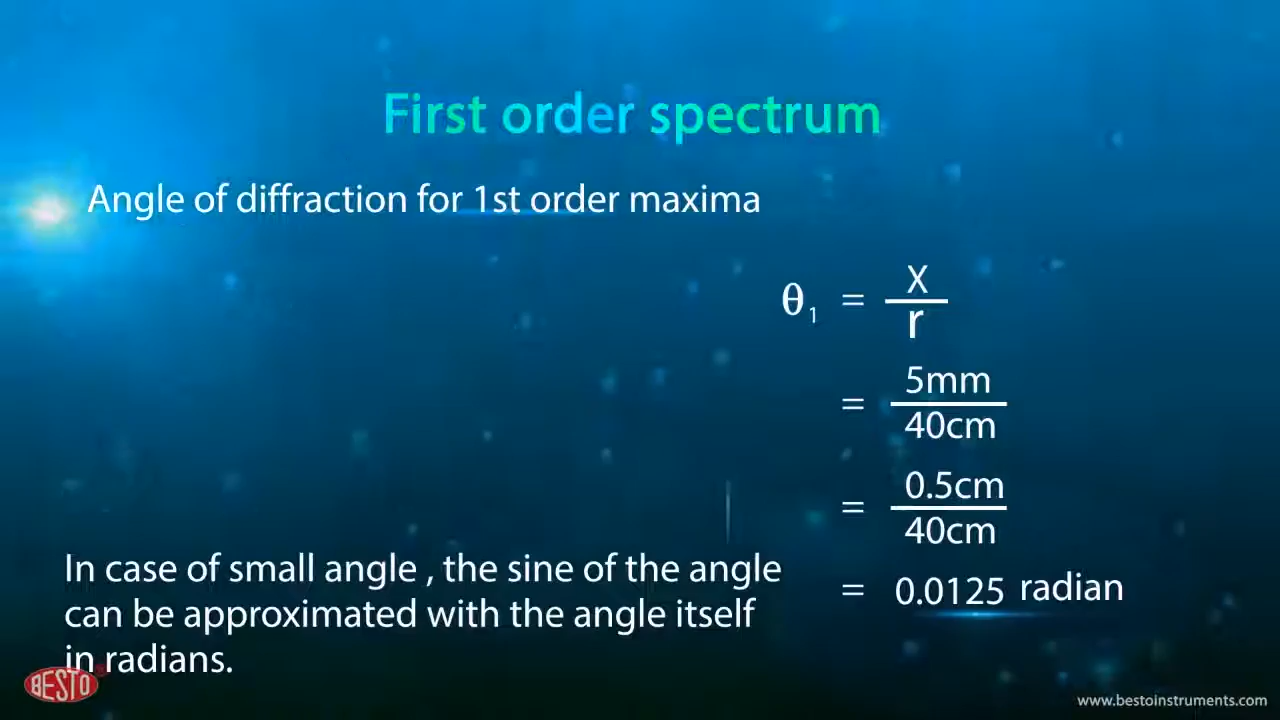 First order spectrum
Angle of diffraction for 1st order maxima
θ1 = x
r
= 5mm
40cm
= 0.5cm
40cm
= 0.0125 radian
In case of small angle , the sine of the angle
can be approximated with the angle itself
in radians.
BESTO
www.bestoinstruments.com